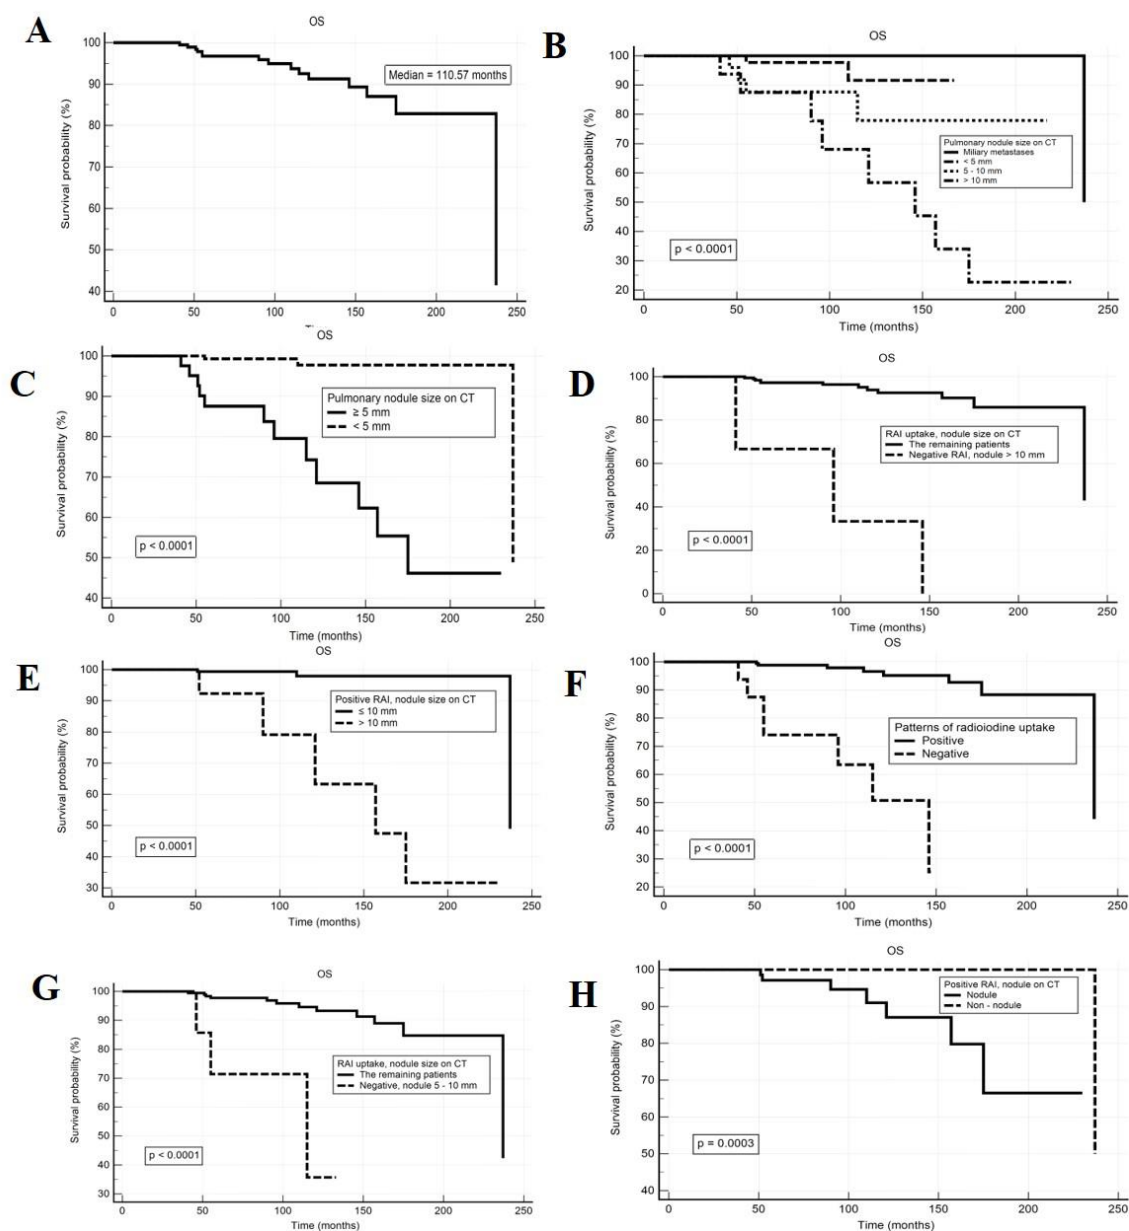 A
OS
Survival probability (%)
100
90
80
70
60
50
40
Median = 110.57 months
0 50 100 150 200 250
B
OS
Survival probability (%)
100
90
80
70
60
50
40
30
20
Pulmonary nodule size on CT
Miliary metastases
< 5 mm
5 - 10 mm
> 10 mm
p < 0.0001
0 50 100 150 200 250
Time (months)
C
OS
Survival probability (%)
100
90
80
70
60
50
40
Pulmonary nodule size on CT
≥ 5 mm
< 5 mm
p < 0.0001
0 50 100 150 200 250
Time (months)
D
OS
Survival probability (%)
100
80
60
40
20
0
RAI uptake, nodule size on CT
The remaining patients
Negative RAI, nodule > 10 mm
p < 0.0001
0 50 100 150 200 250
Time (months)
E
OS
Survival probability (%)
100
90
80
70
60
50
40
30
Positive RAI, nodule size on CT
≤ 10 mm
> 10 mm
p < 0.0001
0 50 100 150 200 250
Time (months)
F
OS
Survival probability (%)
100
90
80
70
60
50
40
30
20
Patterns of radioiodine uptake
Positive
Negative
p < 0.0001
0 50 100 150 200 250
Time (months)
G
OS
Survival probability (%)
100
90
80
70
60
50
40
30
RAI uptake, nodule size on CT
The remaining patients
Negative, nodule 5 - 10 mm
p < 0.0001
0 50 100 150 200 250
Time (months)
H
OS
Survival probability (%)
100
90
80
70
60
50
40
Positive RAI, nodule on CT
Nodule
Non - nodule
p = 0.0003
0 50 100 150 200 250
Time (months)